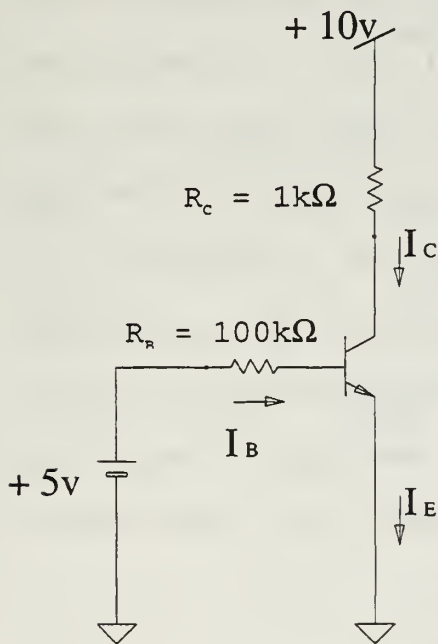 + 10v
R_C = 1kΩ
I_C
R_B = 100kΩ
I_B
+ 5v
I_E